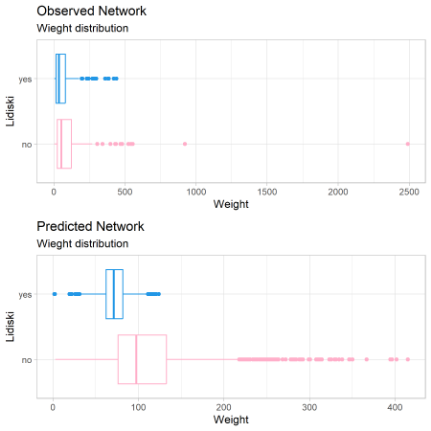 Observed Network
Wieght distribution
yes
no
Lidiski
0 500 1000 1500 2000 2500
Weight
Predicted Network
Wieght distribution
yes
no
Lidiski
0 100 200 300 400
Weight